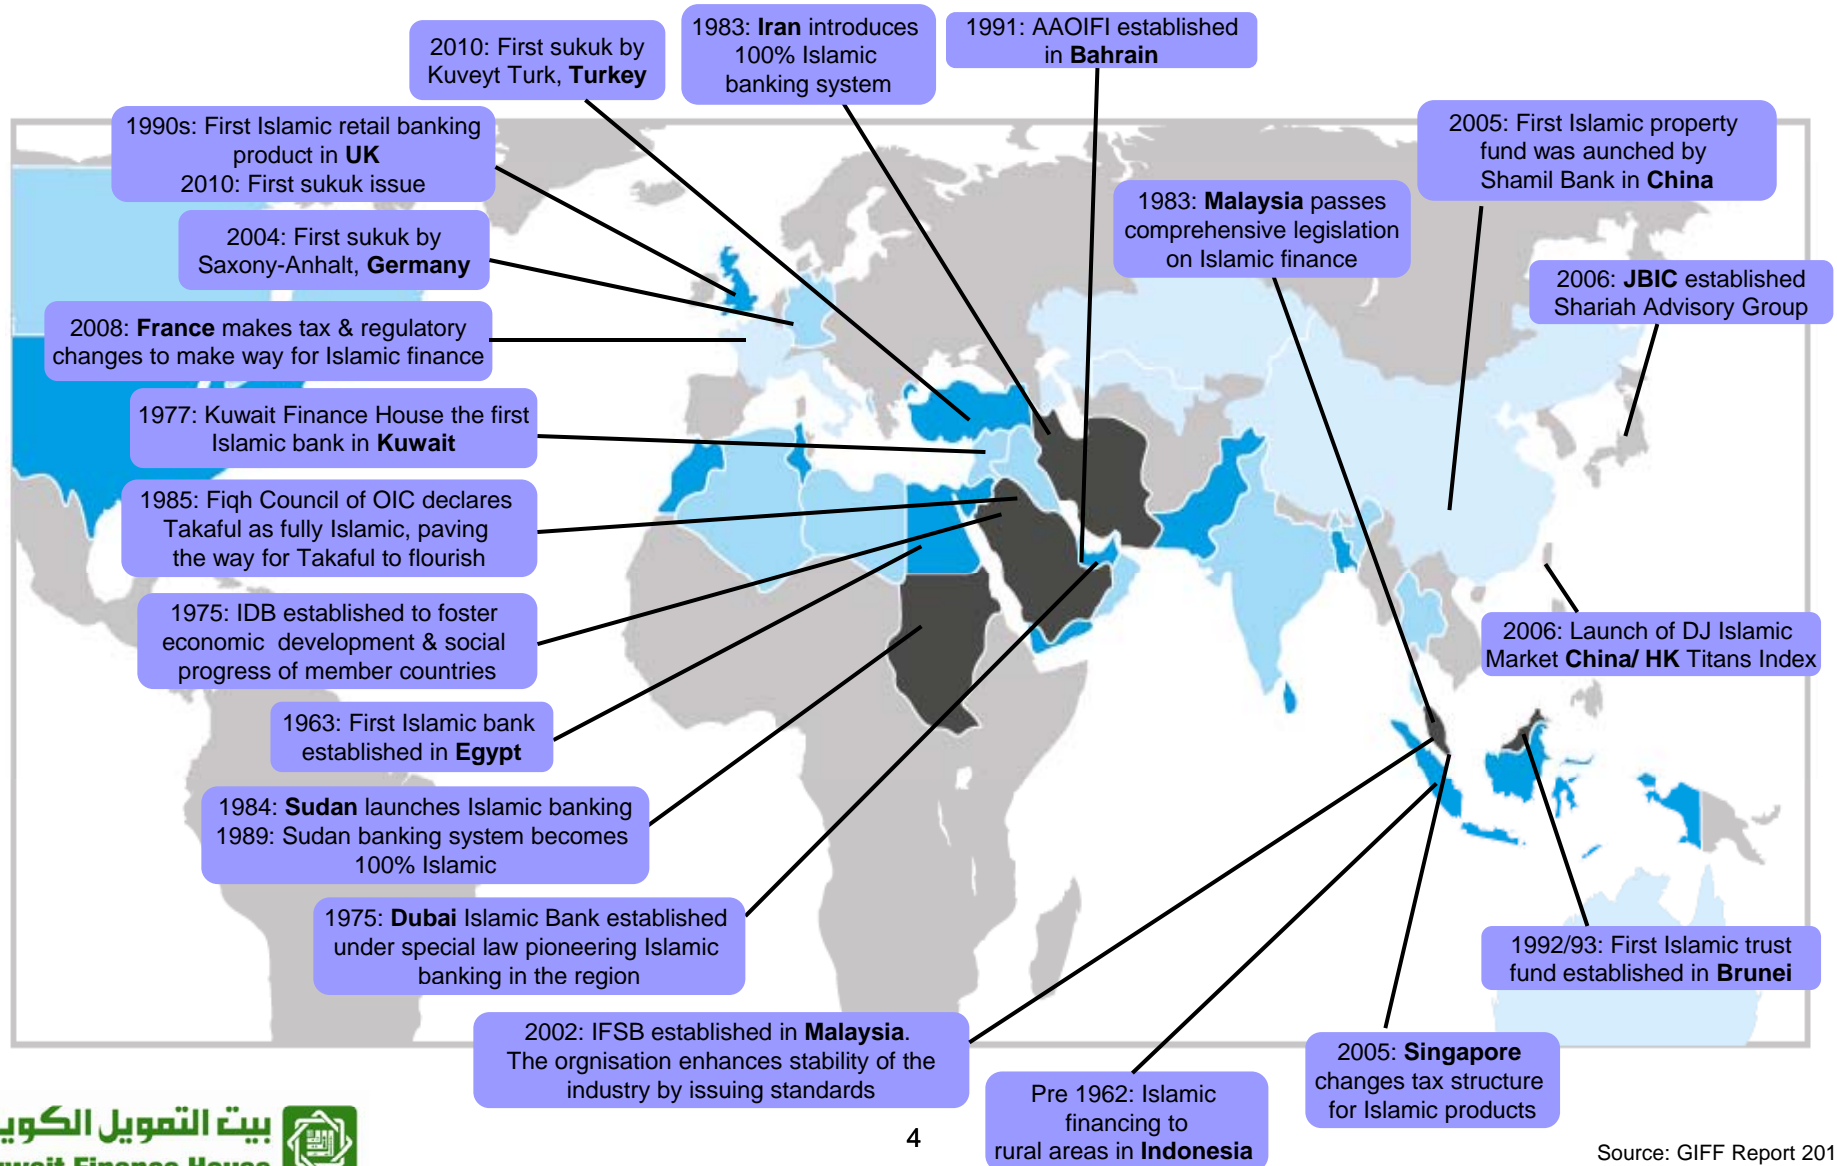 2010: First sukuk by
Kuveyt Turk, Turkey
1983: Iran introduces
100% Islamic
banking system
1991: AAOIFI established
in Bahrain
1990s: First Islamic retail banking
product in UK
2010: First sukuk issue
2005: First Islamic property
fund was aunched by
Shamil Bank in China
1983: Malaysia passes
comprehensive legislation
on Islamic finance
2004: First sukuk by
Saxony-Anhalt, Germany
2006: JBIC established
Shariah Advisory Group
2008: France makes tax & regulatory
changes to make way for Islamic finance
1977: Kuwait Finance House the first
Islamic bank in Kuwait
1985: Fiqh Council of OIC declares
Takaful as fully Islamic, paving
the way for Takaful to flourish
1975: IDB established to foster
economic development & social
progress of member countries
2006: Launch of DJ Islamic
Market China/ HK Titans Index
1963: First Islamic bank
established in Egypt
1984: Sudan launches Islamic banking
1989: Sudan banking system becomes
100% Islamic
1975: Dubai Islamic Bank established
under special law pioneering Islamic
banking in the region
1992/93: First Islamic trust
fund established in Brunei
2002: IFSB established in Malaysia.
The orgnisation enhances stability of the
industry by issuing standards
2005: Singapore
changes tax structure
for Islamic products
Pre 1962: Islamic
financing to
rural areas in Indonesia
بيت التمويل الكوي
uwait Finance House
4
Source: GIFF Report 201